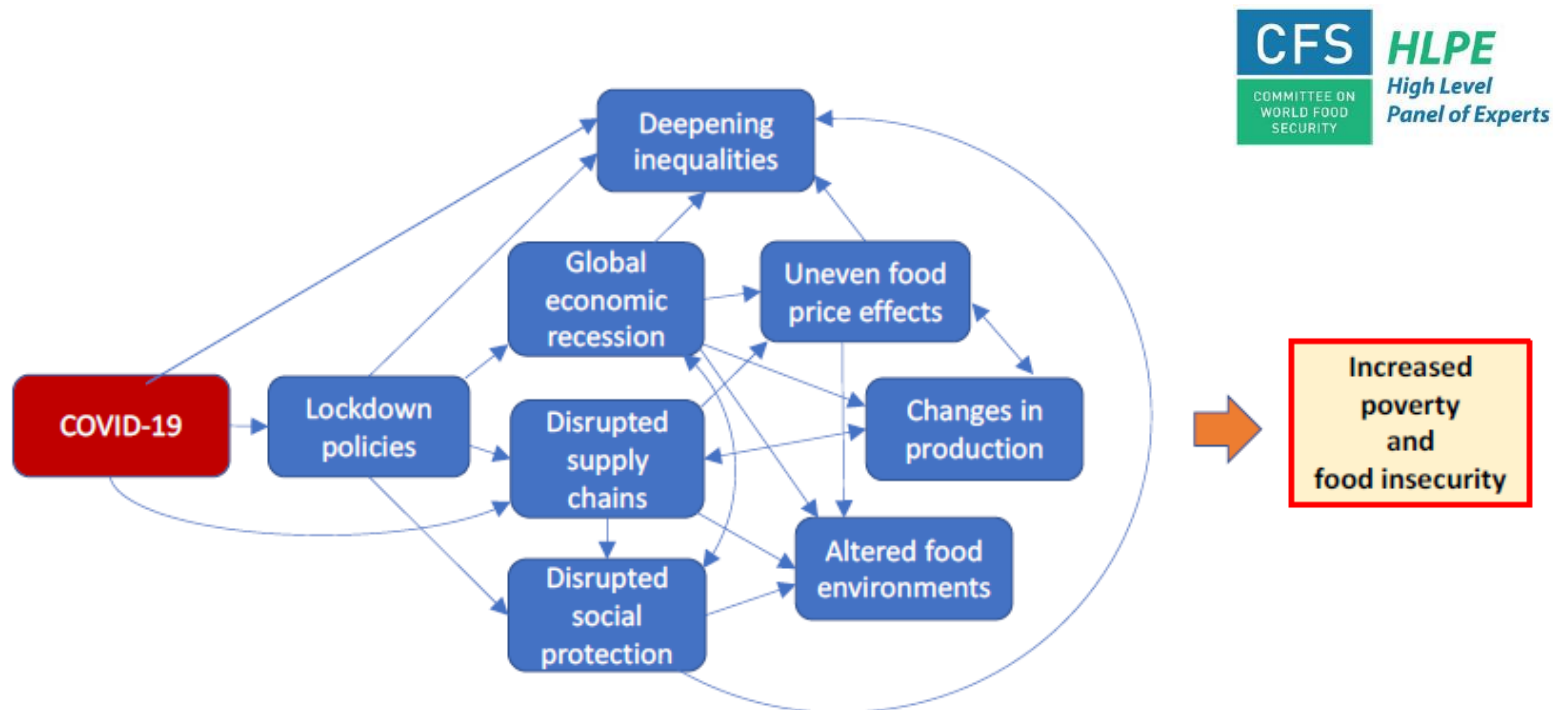 CFS
COMMITTEE ON
WORLD FOOD
SECURITY
HLPE
High Level
Panel of Experts
Deepening
inequalities
Global
economic
recession
Uneven food
price effects
COVID-19
Lockdown
policies
Disrupted
supply
chains
Changes in
production
Increased
poverty
and
food insecurity
Disrupted
social
protection
Altered food
environments